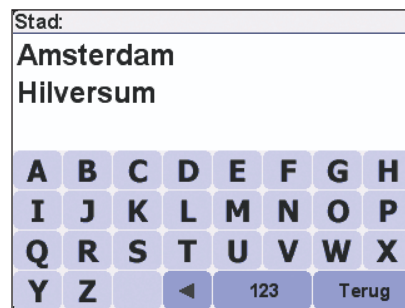 Stad:
Amsterdam
Hilversum
A B C D E F G H
I J K L M N O P
Q R S T U V W X
Y Z 123 Terug